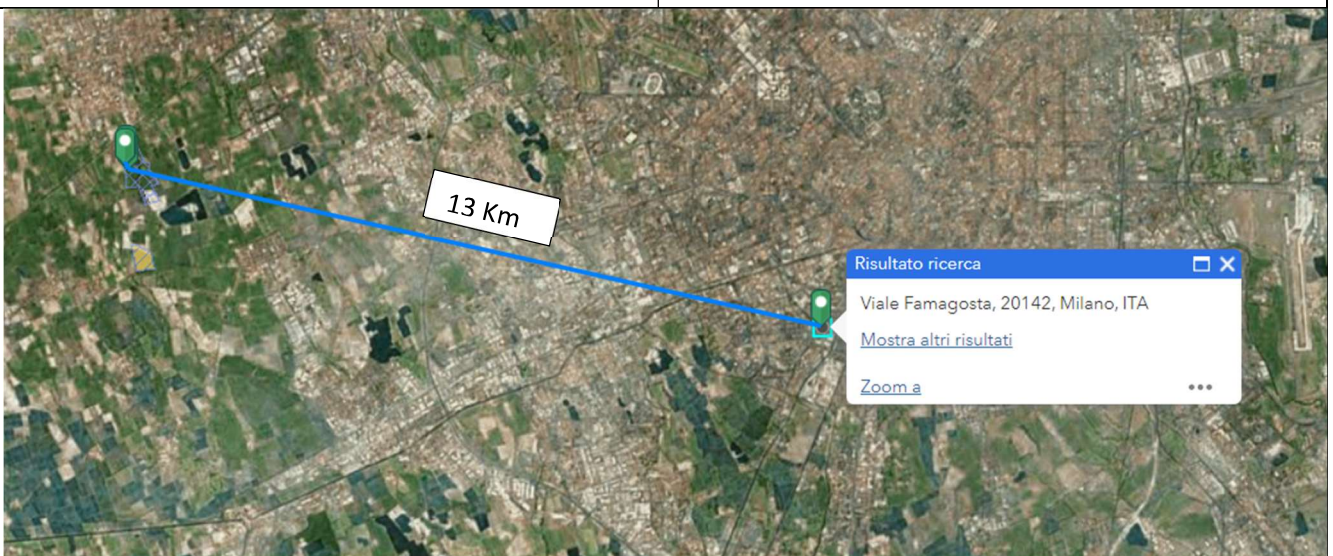 13 Km
Risultato ricerca
Viale Famagosta, 20142, Milano, ITA
Mostra altri risultati
Zoom a